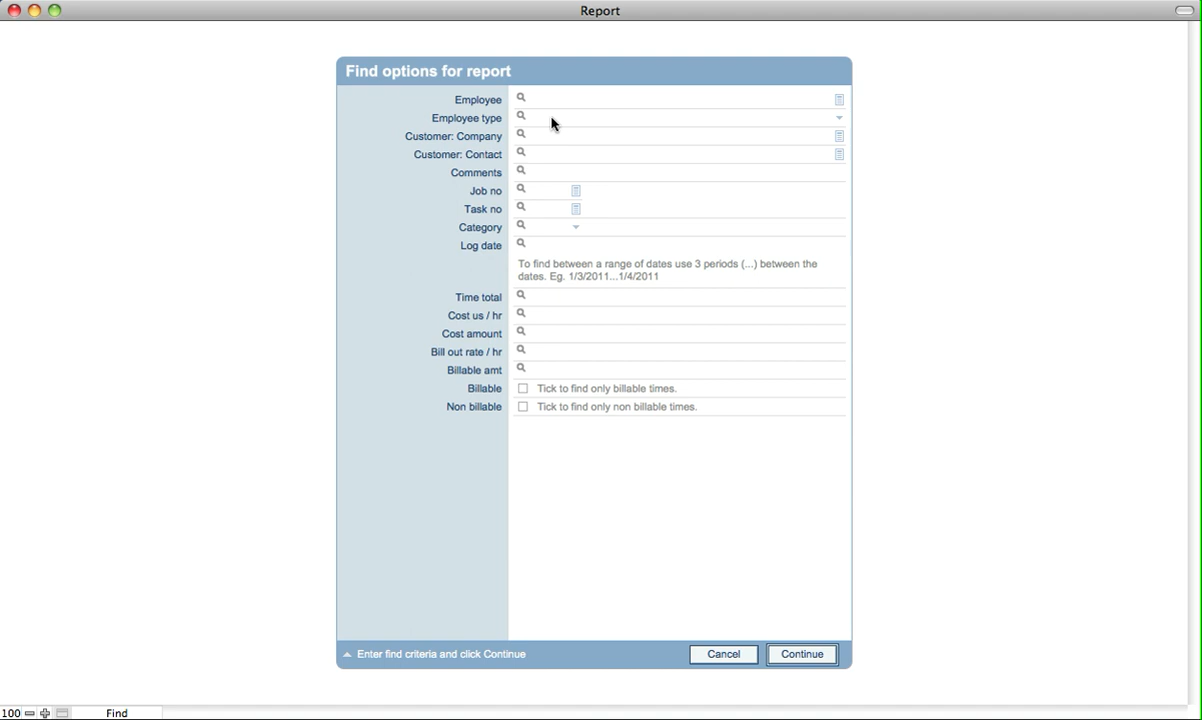 Report
Find options for report
Employee
Employee type
Customer: Company
Customer: Contact
Comments
Job no
Task no
Category
Log date
To find between a range of dates use 3 periods (...) between the
dates. Eg. 1/3/2011...1/4/2011
Time total
Cost us / hr
Cost amount
Bill out rate / hr
Billable amt
Billable Tick to find only billable times.
Non billable Tick to find only non billable times.
Enter find criteria and click Continue Cancel Continue
100 Find